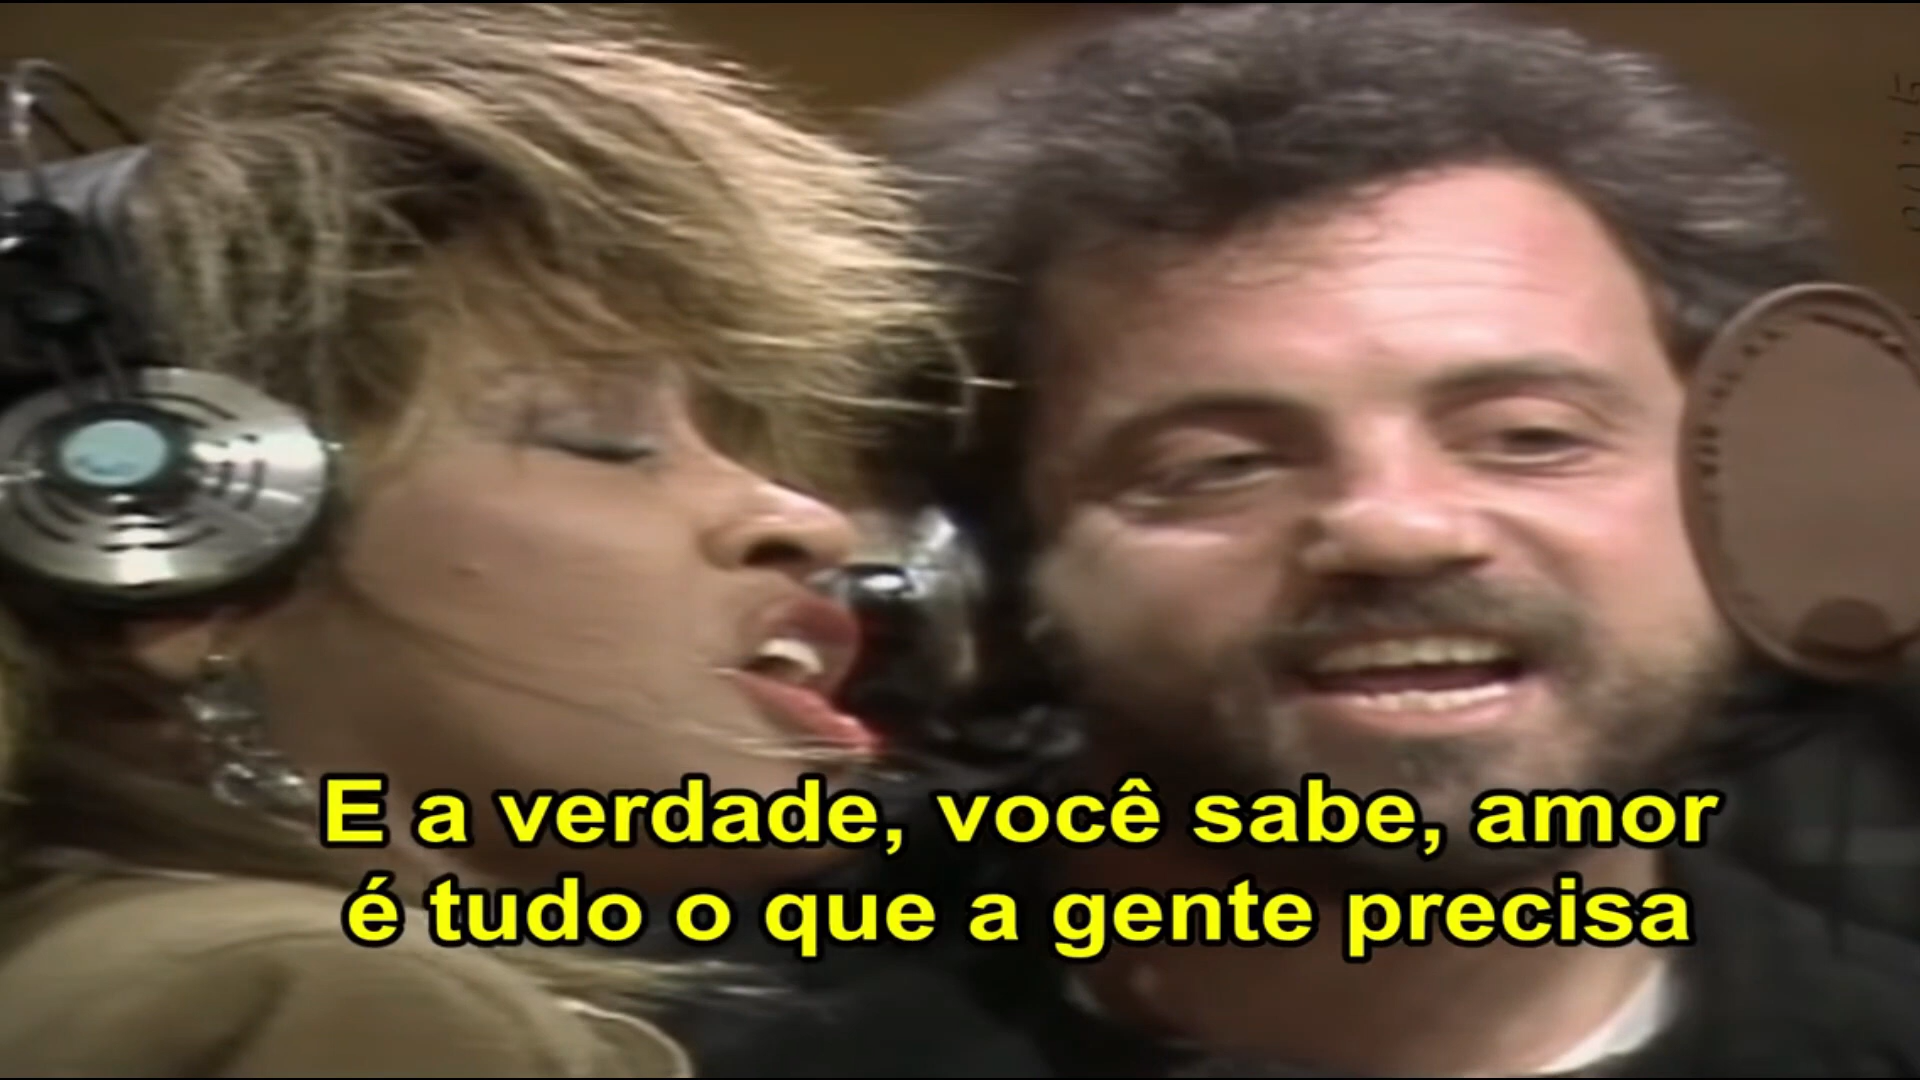 E a verdade, você sabe, amor
é tudo o que a gente precisa